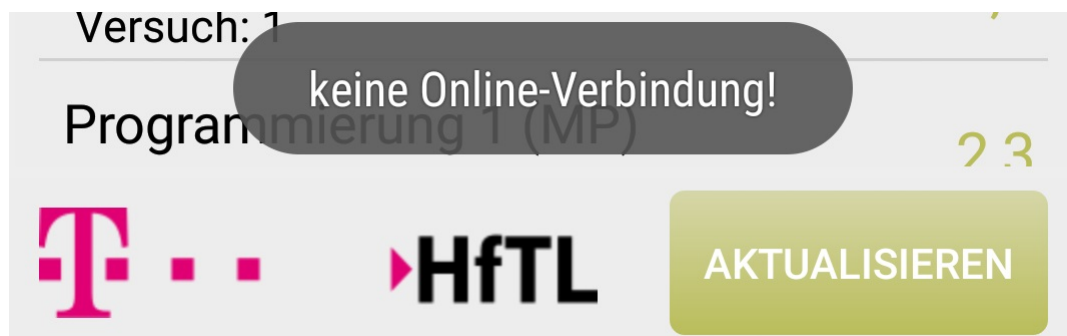 Versuch: 1
keine Online-Verbindung!
Programmierung 1 (MP)
2,3
T
HfTL
AKTUALISIEREN